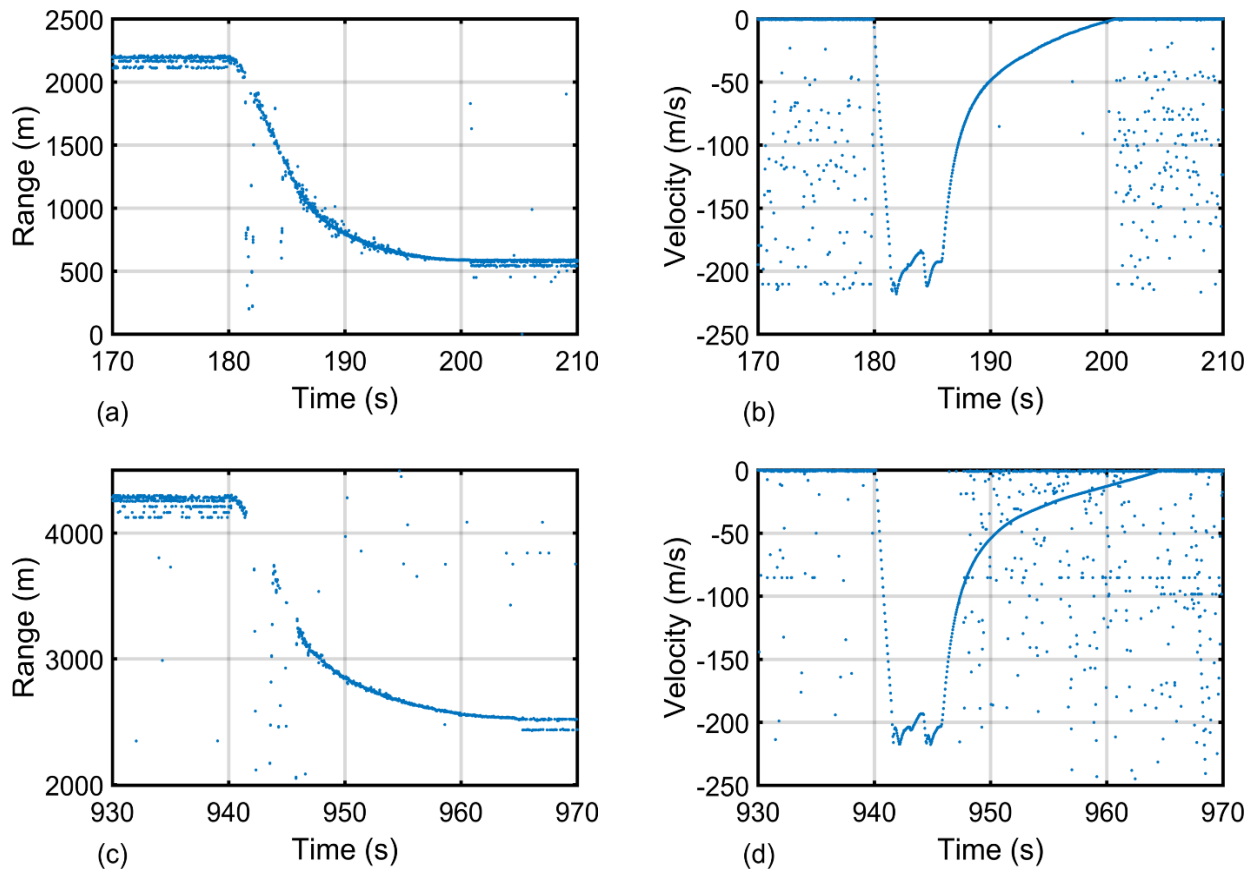 2500
2000
1500
1000
500
0
Range (m)
170 180 190 200 210
Time (s)
(a)
0
-50
-100
-150
-200
-250
Velocity (m/s)
170 180 190 200 210
Time (s)
(b)
4000
3000
2000
Range (m)
930 940 950 960 970
Time (s)
(c)
0
-50
-100
-150
-200
-250
Velocity (m/s)
930 940 950 960 970
Time (s)
(d)